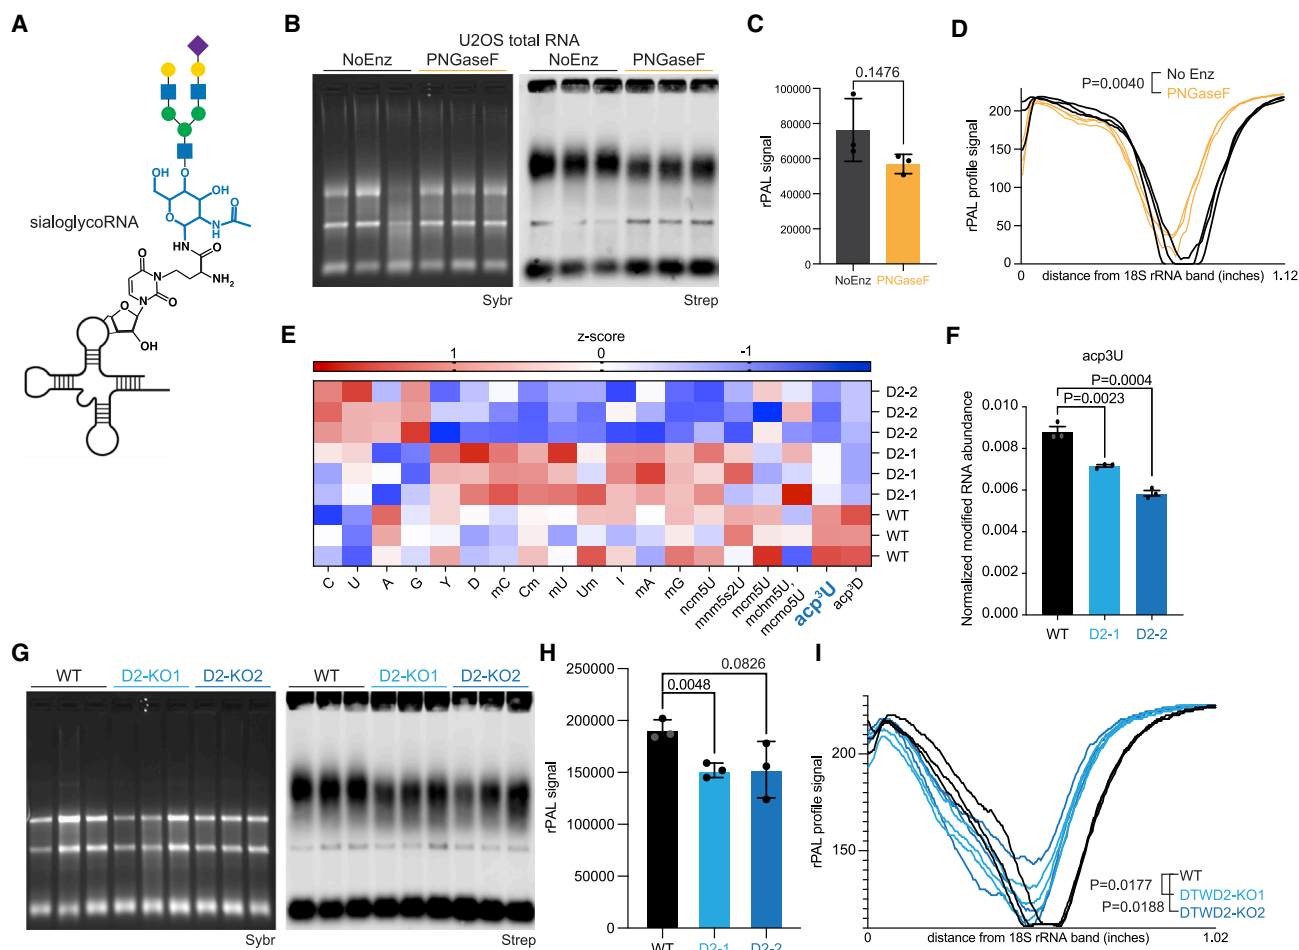 A
sialoglycoRNA
OH
O
HO
O
OH
N
H
O
NH
O
NH2
O
N
N
O
O
OH
B
U2OS total RNA
NoEnz
PNGaseF
NoEnz
PNGaseF
Sybr
Strep
C
0.1476
rPAL signal
100000
80000
60000
40000
20000
0
NoEnz
PNGaseF
D
P=0.0040
No Enz
PNGaseF
rPAL profile signal
200
150
100
50
0
0
distance from 18S rRNA band (inches)
1.12
E
z-score
1
0
-1
D2-2
D2-2
D2-2
D2-1
D2-1
D2-1
WT
WT
WT
C
U
A
G
Y
D
mC
Cm
mU
Um
I
mA
mG
ncm5U
mnm5s2U
mcm5U
mchm5U,
mcmo5U
acp³U
acp³D
F
acp3U
P=0.0004
P=0.0023
Normalized modified RNA abundance
0.010
0.008
0.006
0.004
0.002
0.000
WT
D2-1
D2-2
G
WT
D2-KO1
D2-KO2
WT
D2-KO1
D2-KO2
Sybr
Strep
H
0.0826
0.0048
rPAL signal
250000
200000
150000
100000
50000
0
WT
D2-1
D2-2
I
rPAL profile signal
200
150
P=0.0177
P=0.0188
WT
DTWD2-KO1
DTWD2-KO2
0
distance from 18S rRNA band (inches)
1.02